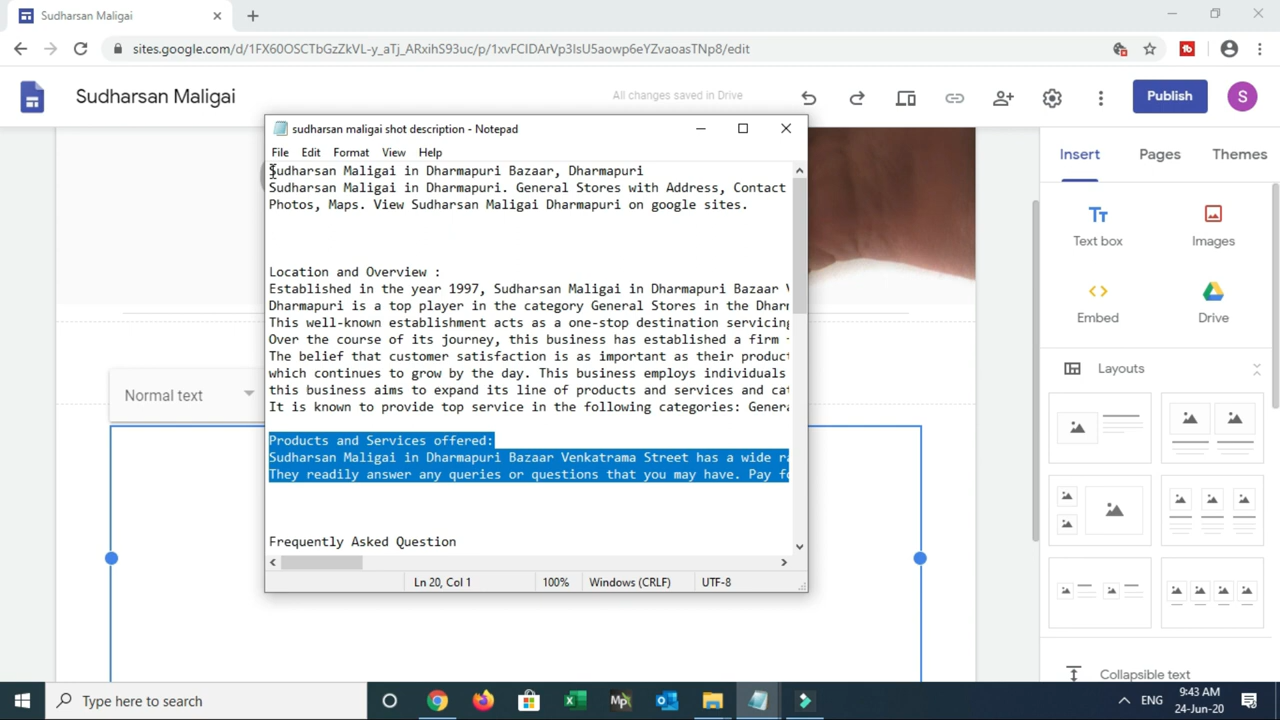 Sudharsan Maligai
sites.google.com/d/1FX60OSCTbGzZkVL-y_aTj_ARxihS93uc/p/1xvFCIDArVp3IsU5aowp6eYZvaoasTNp8/edit
Sudharsan Maligai
All changes saved in Drive
Publish
S
sudharsan maligai shot description - Notepad
File Edit Format View Help
Sudharsan Maligai in Dharmapuri Bazaar, Dharmapuri
Sudharsan Maligai in Dharmapuri. General Stores with Address, Contact
Photos, Maps. View Sudharsan Maligai Dharmapuri on google sites.
Location and Overview :
Established in the year 1997, Sudharsan Maligai in Dharmapuri Bazaar
Dharmapuri is a top player in the category General Stores in the
This well-known establishment acts as a one-stop destination servicing
Over the course of its journey, this business has established a firm
The belief that customer satisfaction is as important as their
which continues to grow by the day. This business employs individuals
this business aims to expand its line of products and services and
It is known to provide top service in the following categories:
Products and Services offered:
Sudharsan Maligai in Dharmapuri Bazaar Venkatrama Street has a wide
They readily answer any queries or questions that you may have. Pay
Frequently Asked Question
Ln 20, Col 1 100% Windows (CRLF) UTF-8
Normal text
Insert Pages Themes
Text box Images
Embed Drive
Layouts
Collapsible text
Type here to search
ENG
9:43 AM
24-Jun-20